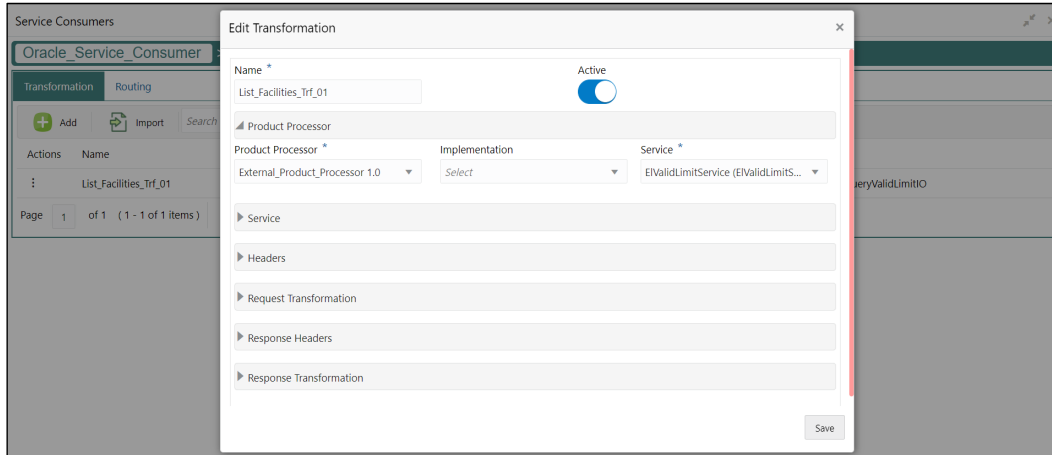 Service Consumers
Edit Transformation
Oracle_Service_Consumer
Name *
Active
List_Facilities_Trf_01
Transformation
Routing
Add
Import
Search
Product Processor
Product Processor *
Implementation
Service *
External_Product_Processor 1.0
Select
ElValidLimitService (ElValidLimitS...
Actions
Name
List_Facilities_Trf_01
ueryValidLimitIO
Page 1 of 1 (1 - 1 of 1 items)
Service
Headers
Request Transformation
Response Headers
Response Transformation
Save